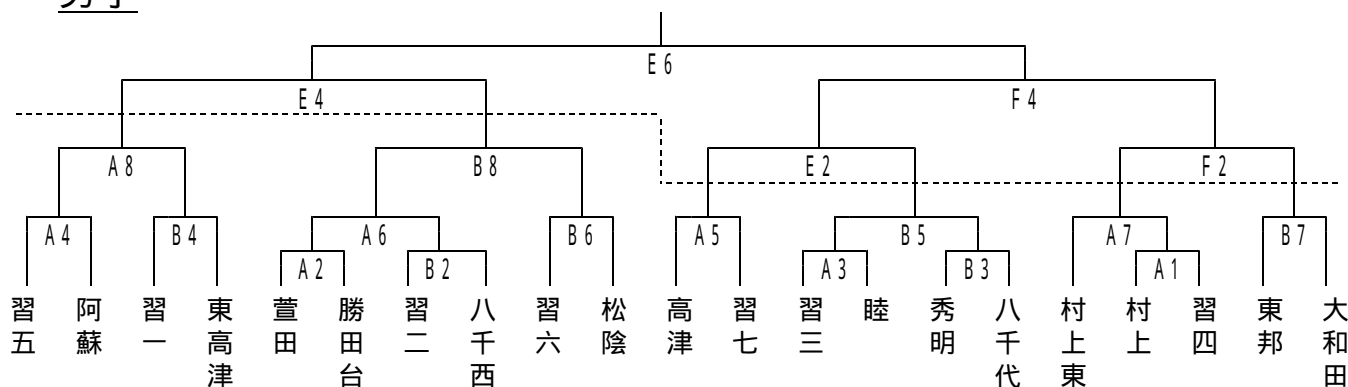 E6
E4 F4
A8 B8 E2 F2
A4 B4 A6 B6 A5 B5 A7 B7
A2 B2 A3 B3 A1
習五
阿蘇
習一
東高津
萱田
勝田台
習二
八千西
習六
松陰
高津
習七
習三
睦
秀明
八千代
村上東
村上
習四
東邦
大和田